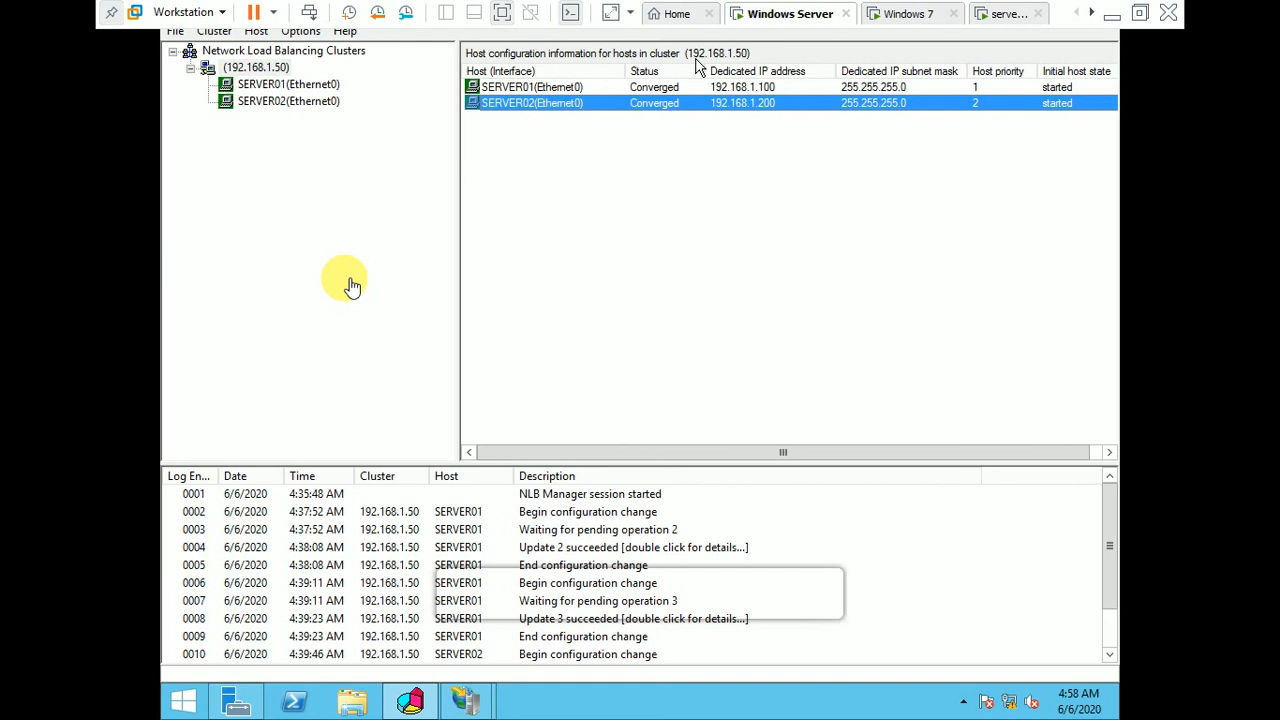 Workstation
Home
Windows Server
Windows 7
serve...
File Cluster Host Options Help
Network Load Balancing Clusters
(192.168.1.50)
SERVER01(Ethernet0)
SERVER02(Ethernet0)
Host configuration information for hosts in cluster (192.168.1.50)
Host (Interface) Status Dedicated IP address Dedicated IP subnet mask Host priority Initial host state
SERVER01(Ethernet0) Converged 192.168.1.100 255.255.255.0 1 started
SERVER02(Ethernet0) Converged 192.168.1.200 255.255.255.0 2 started
Log En... Date Time Cluster Host Description
0001 6/6/2020 4:35:48 AM NLB Manager session started
0002 6/6/2020 4:37:52 AM 192.168.1.50 SERVER01 Begin configuration change
0003 6/6/2020 4:37:52 AM 192.168.1.50 SERVER01 Waiting for pending operation 2
0004 6/6/2020 4:38:08 AM 192.168.1.50 SERVER01 Update 2 succeeded [double click for details...]
0005 6/6/2020 4:38:08 AM 192.168.1.50 SERVER01 End configuration change
0006 6/6/2020 4:39:11 AM 192.168.1.50 SERVER01 Begin configuration change
0007 6/6/2020 4:39:11 AM 192.168.1.50 SERVER01 Waiting for pending operation 3
0008 6/6/2020 4:39:23 AM 192.168.1.50 SERVER01 Update 3 succeeded [double click for details...]
0009 6/6/2020 4:39:23 AM 192.168.1.50 SERVER01 End configuration change
0010 6/6/2020 4:39:46 AM 192.168.1.50 SERVER02 Begin configuration change
4:58 AM
6/6/2020